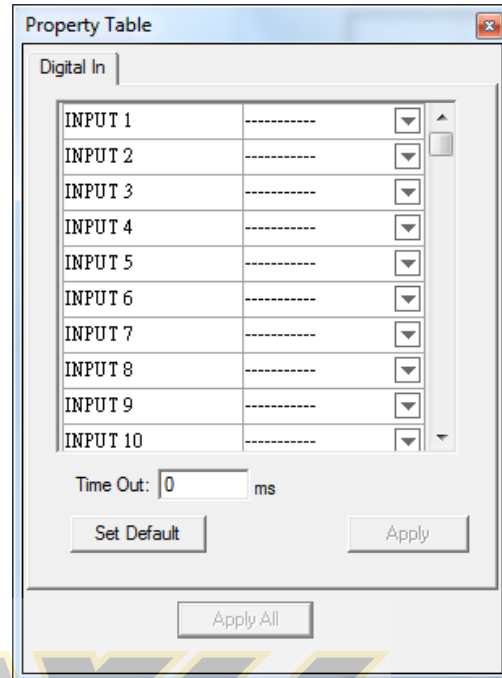 Property Table
Digital In
INPUT 1 -----------
INPUT 2 -----------
INPUT 3 -----------
INPUT 4 -----------
INPUT 5 -----------
INPUT 6 -----------
INPUT 7 -----------
INPUT 8 -----------
INPUT 9 -----------
INPUT 10 -----------
Time Out: 0 ms
Set Default Apply
Apply All